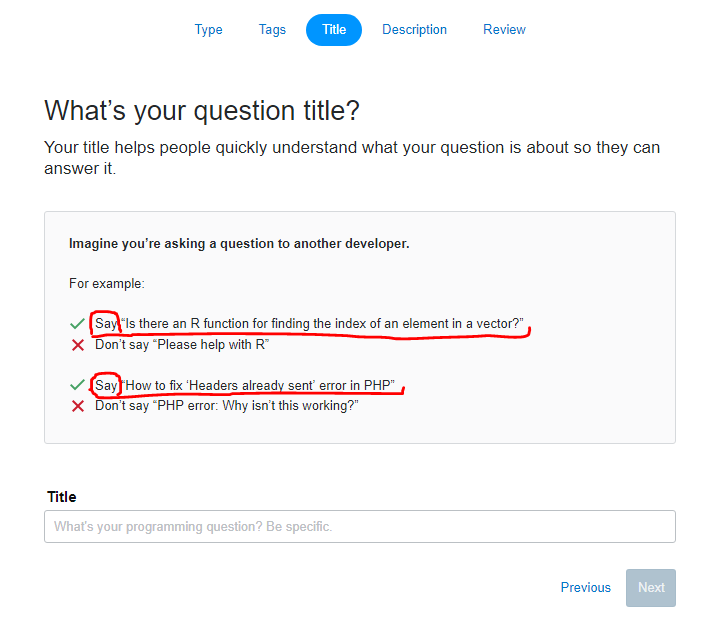 Type Tags Title Description Review
What’s your question title?
Your title helps people quickly understand what your question is about so they can
answer it.
Imagine you’re asking a question to another developer.
For example:
Say “Is there an R function for finding the index of an element in a vector?”
Don’t say “Please help with R”
Say “How to fix ‘Headers already sent’ error in PHP”
Don’t say “PHP error: Why isn’t this working?”
Title
What’s your programming question? Be specific.
Previous Next